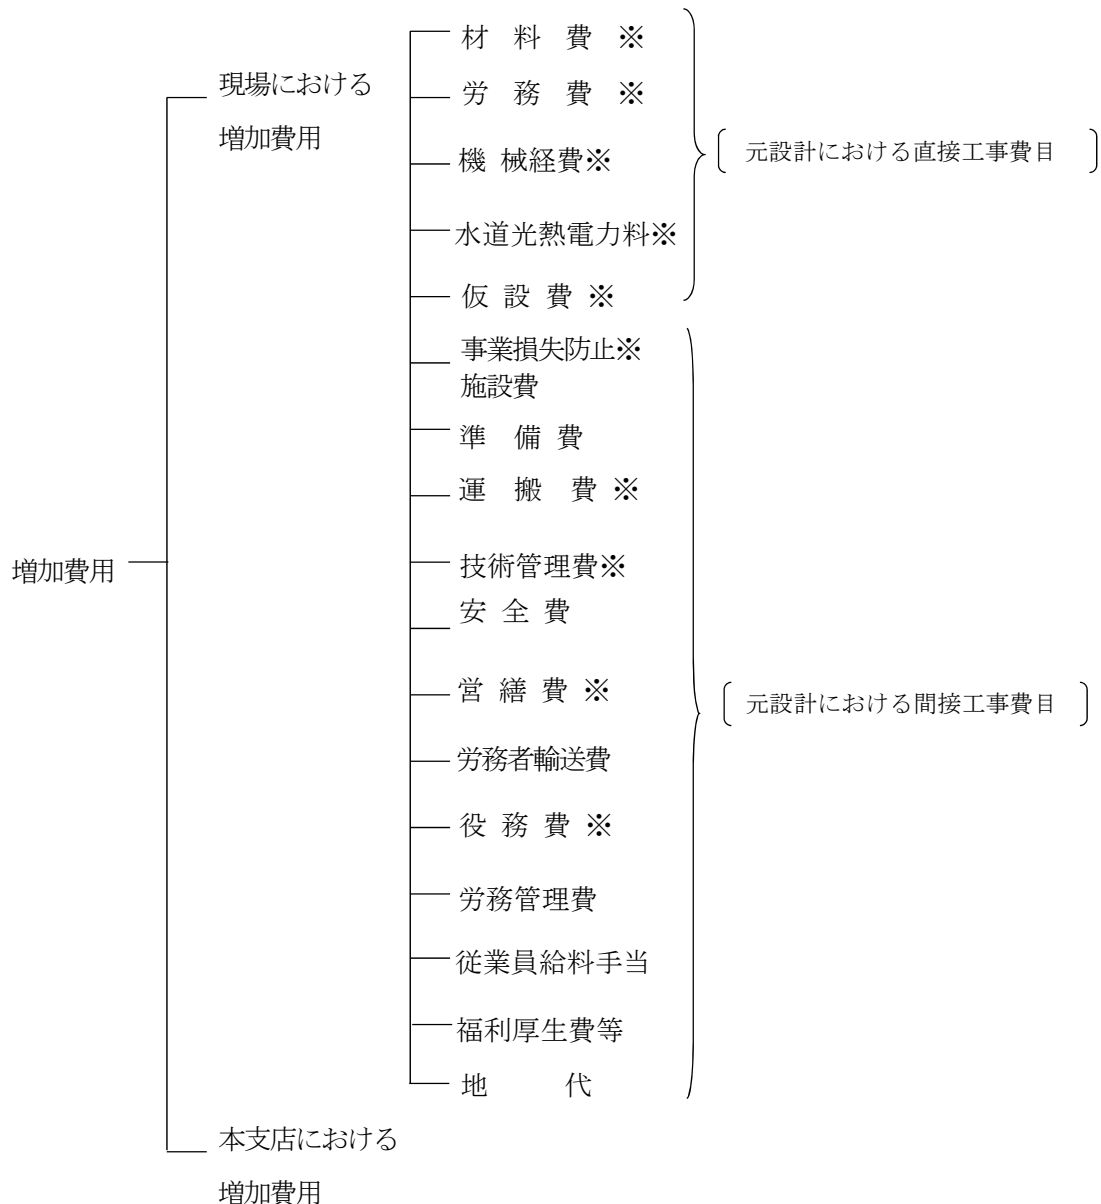 材料費※
現場における
増加費用
労務費※
元設計における直接工事費目
機械経費※
水道光熱電力料※
仮設費※
事業損失防止※
施設費
準備費
運搬費※
増加費用
技術管理費※
安全費
営繕費※
元設計における間接工事費目
労務者輸送費
役務費※
労務管理費
従業員給料手当
福利厚生費等
地代
本支店における
増加費用